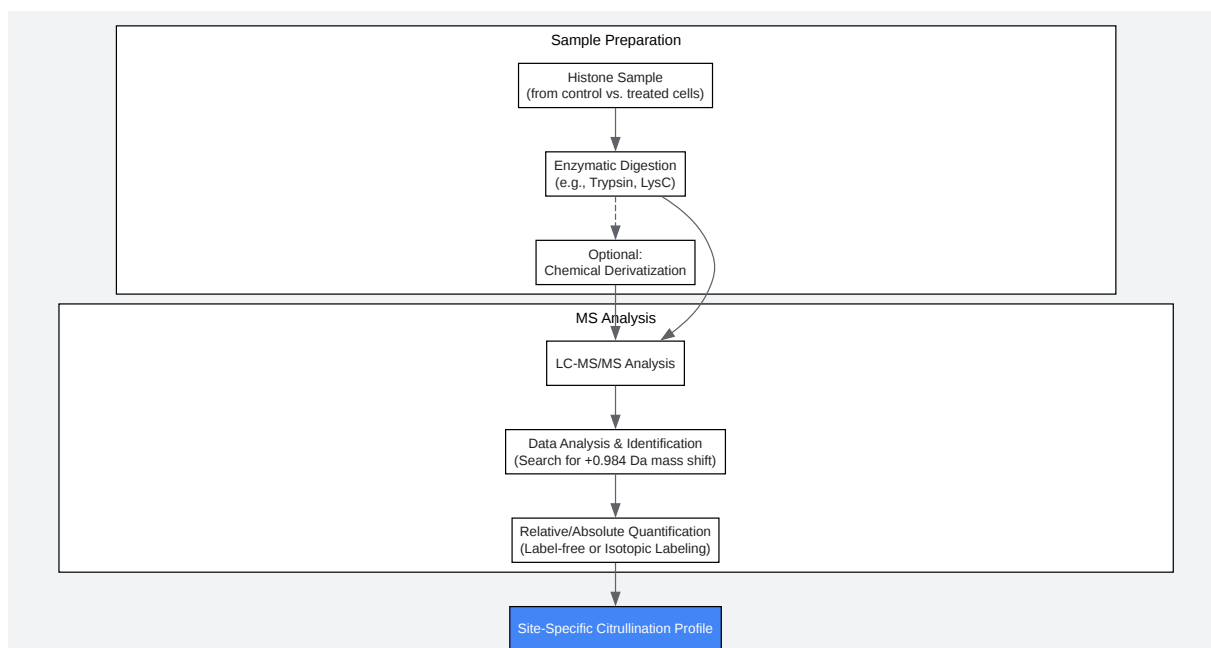 Sample Preparation
Histone Sample
(from control vs. treated cells)
Enzymatic Digestion
(e.g., Trypsin, LysC)
Optional:
Chemical Derivatization
MS Analysis
LC-MS/MS Analysis
Data Analysis & Identification
(Search for +0.984 Da mass shift)
Relative/Absolute Quantification
(Label-free or Isotopic Labeling)
Site-Specific Citrullination Profile